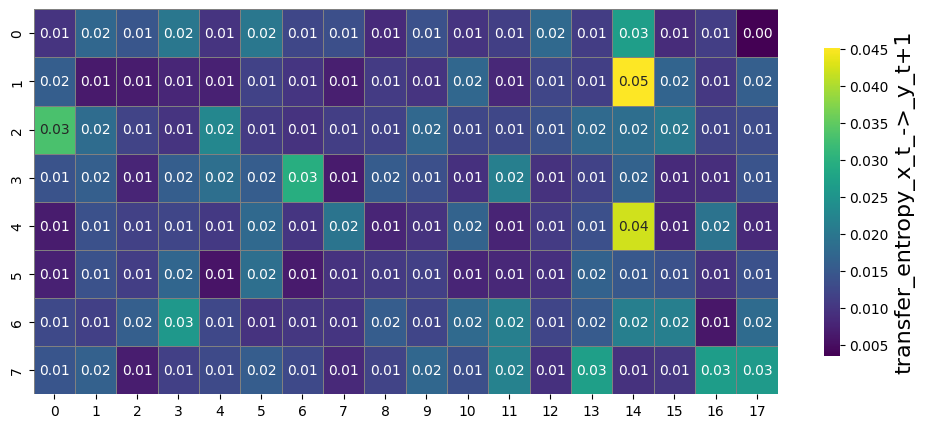 0 0.01 0.02 0.01 0.02 0.01 0.02 0.01 0.01 0.01 0.01 0.01 0.01 0.02 0.01 0.03 0.01 0.01 0.00
1 0.02 0.01 0.01 0.01 0.01 0.01 0.01 0.01 0.01 0.01 0.02 0.01 0.01 0.01 0.05 0.02 0.01 0.02
2 0.03 0.02 0.01 0.01 0.02 0.01 0.01 0.01 0.01 0.02 0.01 0.01 0.01 0.02 0.02 0.02 0.01 0.01
3 0.01 0.02 0.01 0.02 0.02 0.02 0.03 0.01 0.02 0.01 0.01 0.02 0.01 0.01 0.02 0.01 0.01 0.01
4 0.01 0.01 0.01 0.01 0.01 0.02 0.01 0.02 0.01 0.01 0.02 0.01 0.01 0.01 0.04 0.01 0.02 0.01
5 0.01 0.01 0.01 0.02 0.01 0.02 0.01 0.01 0.01 0.01 0.01 0.01 0.01 0.02 0.01 0.01 0.01 0.01
6 0.01 0.01 0.02 0.03 0.01 0.01 0.01 0.01 0.02 0.01 0.02 0.02 0.01 0.01 0.02 0.02 0.01 0.02
7 0.01 0.02 0.01 0.01 0.01 0.02 0.01 0.01 0.01 0.02 0.01 0.02 0.01 0.03 0.01 0.01 0.03 0.03
0 1 2 3 4 5 6 7 8 9 10 11 12 13 14 15 16 17
0.045
0.040
0.035
0.030
0.025
0.020
0.015
0.010
0.005
transfer_entropy_x_t_->_y_t+1